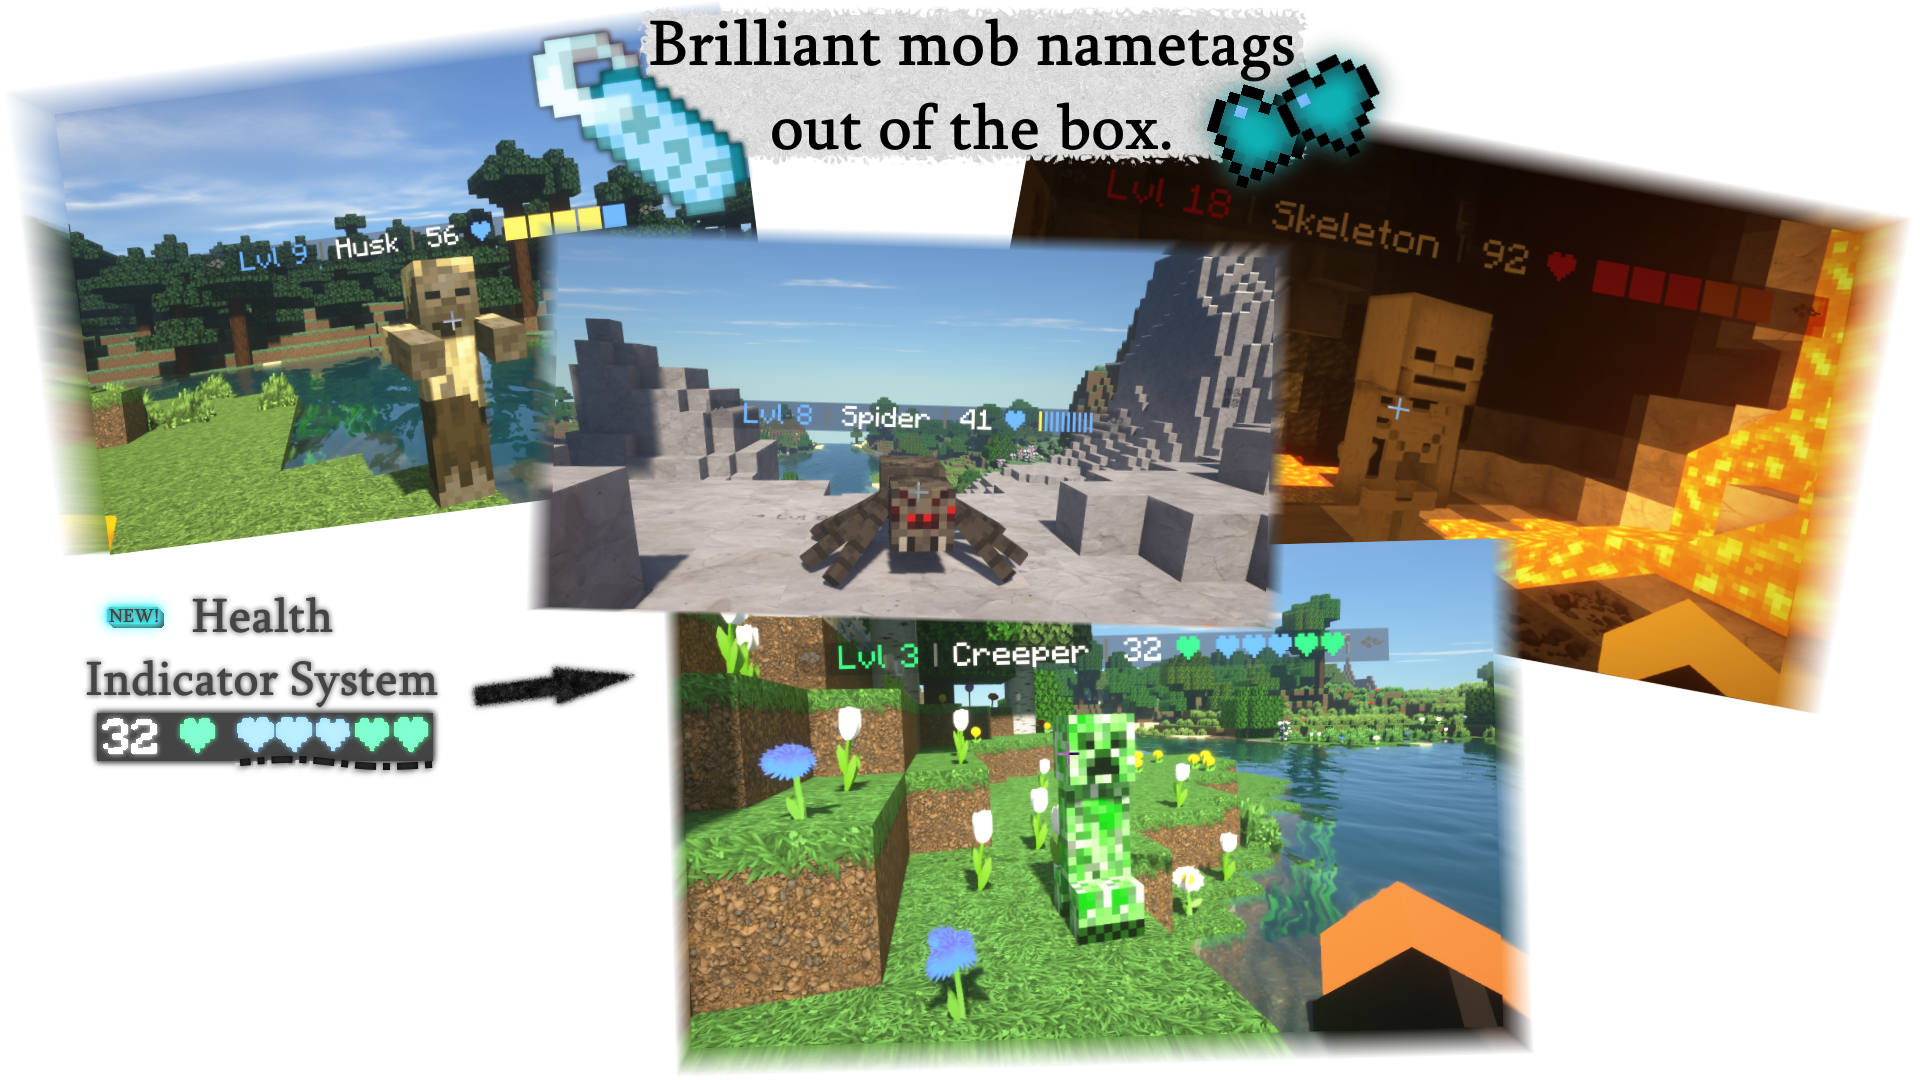 Brilliant mob nametags
out of the box.
Lvl 9 | Husk | 56
Lvl 18 | Skeleton | 92
Lvl 8 | Spider | 41
NEW! Health
Indicator System
32
Lvl 3 | Creeper 32